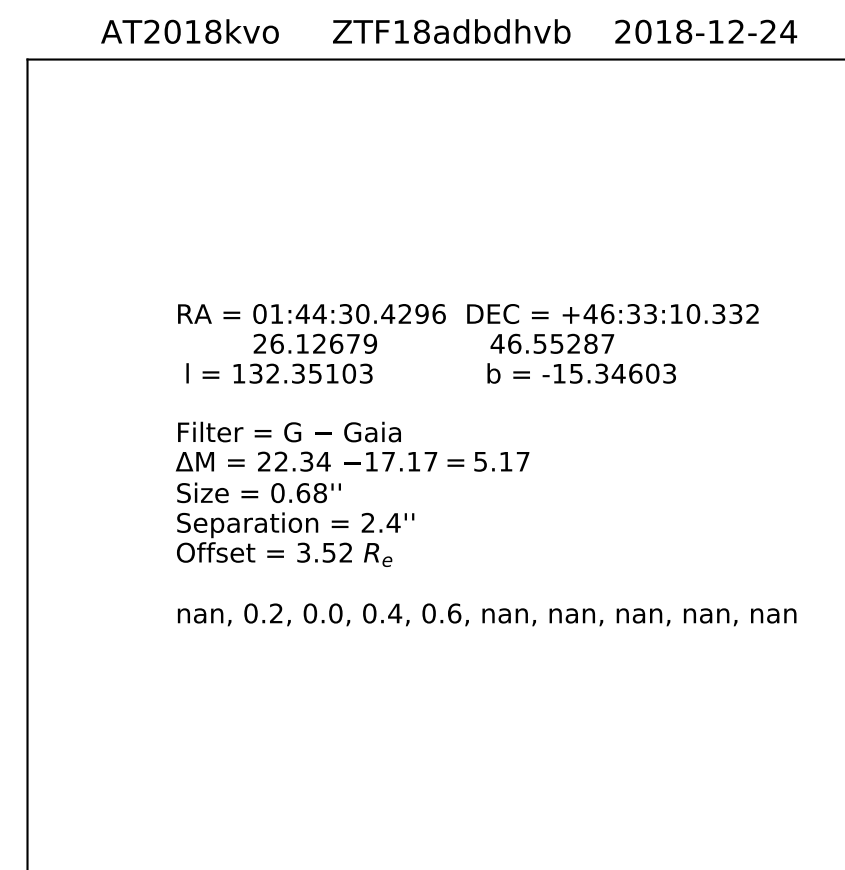 AT2018kvo ZTF18adbdhvb 2018-12-24
RA = 01:44:30.4296 DEC = +46:33:10.332
26.12679 46.55287
l = 132.35103 b = -15.34603
Filter = G − Gaia
ΔM = 22.34 −17.17 = 5.17
Size = 0.68''
Separation = 2.4''
Offset = 3.52 Re
nan, 0.2, 0.0, 0.4, 0.6, nan, nan, nan, nan, nan